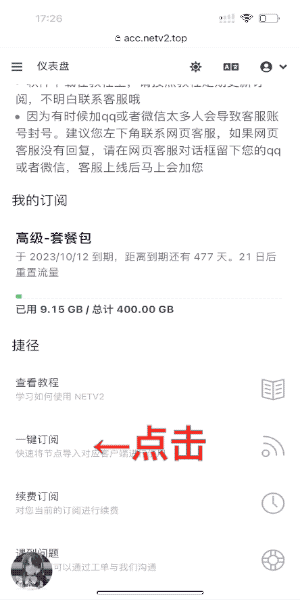 17:26
acc.netv2.top
仪表盘
阅，不明白联系客服哦
• 因为有时候加qq或者微信太多人会导致客服账
号封号。建议您左下角联系网页客服，如果网页
客服没有回复，请在网页客服对话框留下您的qq
或者微信，客服上线后马上会加您
我的订阅
高级-套餐包
于 2023/10/12 到期，距离到期还有 477 天。21 日后
重置流量
已用 9.15 GB / 总计 400.00 GB
捷径
查看教程
学习如何使用 NETV2
一键订阅
←点击
快速将节点导入对应客户端进行
续费订阅
对您当前的订阅进行续费
遇到问题
可以通过工单与我们沟通